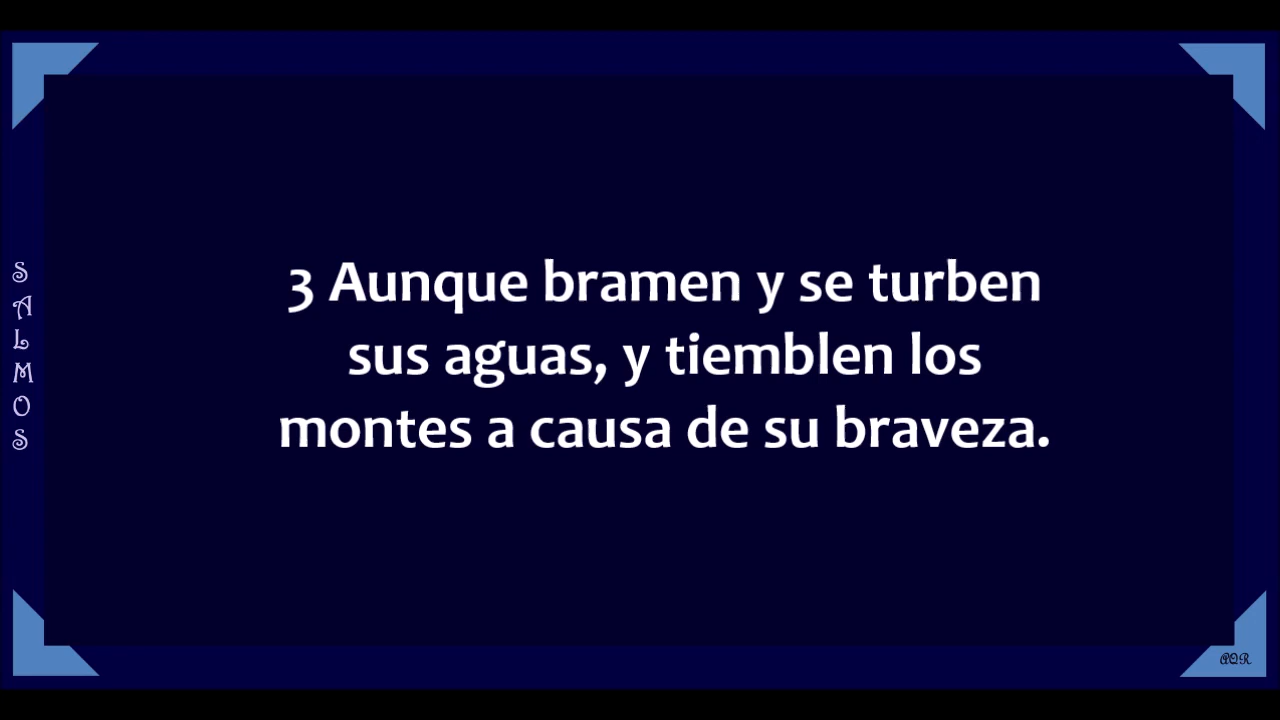 SALMOS
3 Aunque bramen y se turben
sus aguas, y tiemblen los
montes a causa de su braveza.